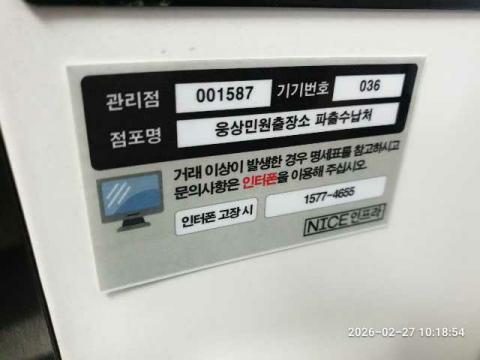 관리점 001587 기기번호 036
점포명 웅상민원출장소 파출수납처
거래 이상이 발생한 경우 명세표를 참고하시고
문의사항은 인터폰을 이용해 주십시오.
인터폰 고장 시 1577-4655
NICE 인프라
2026-02-27 10:18:54